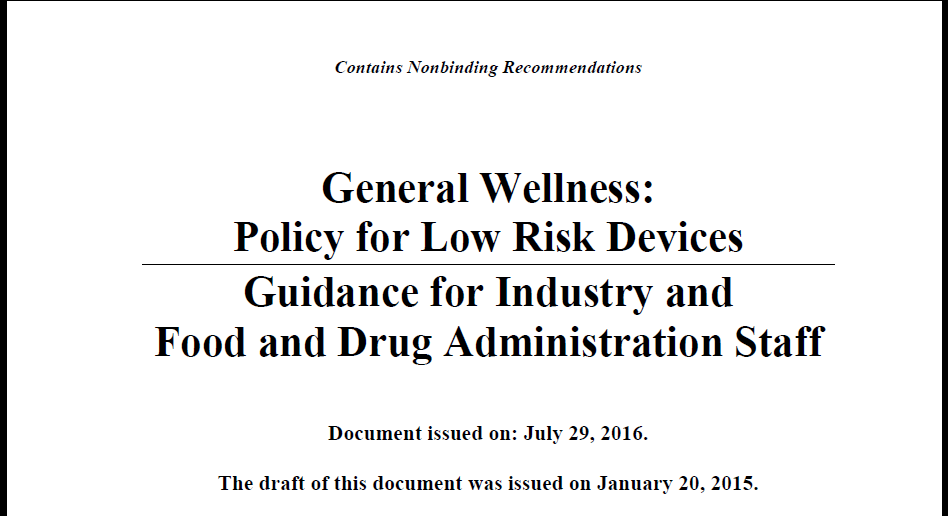 Contains Nonbinding Recommendations
General Wellness:
Policy for Low Risk Devices
Guidance for Industry and
Food and Drug Administration Staff
Document issued on: July 29, 2016.
The draft of this document was issued on January 20, 2015.